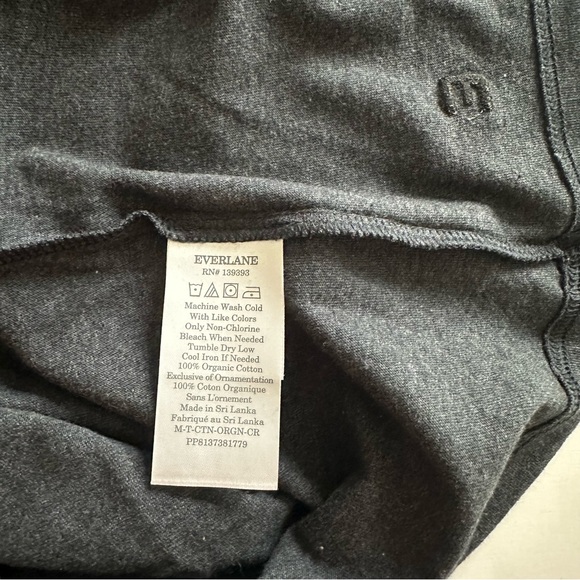 EVERLANE
RN# 139393
Machine Wash Cold
With Like Colors
Only Non-Chlorine
Bleach When Needed
Tumble Dry Low
Cool Iron If Needed
100% Organic Cotton
Exclusive of Ornamentation
100% Coton Organique
Sans L'ornement
Made in Sri Lanka
Fabriqué au Sri Lanka
M-T-CTN-ORGN-CR
PP8137381779